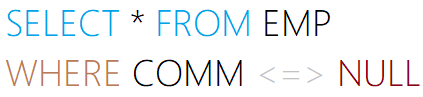 SELECT * FROM EMP
WHERE COMM <=> NULL